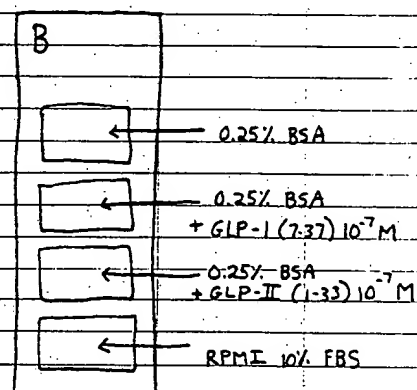 B
0.25% BSA
0.25% BSA
+ GLP-I (7-37) 10⁻⁷ M
0.25% BSA
+ GLP-II (1-33) 10⁻⁷ M
RPMI 10% FBS